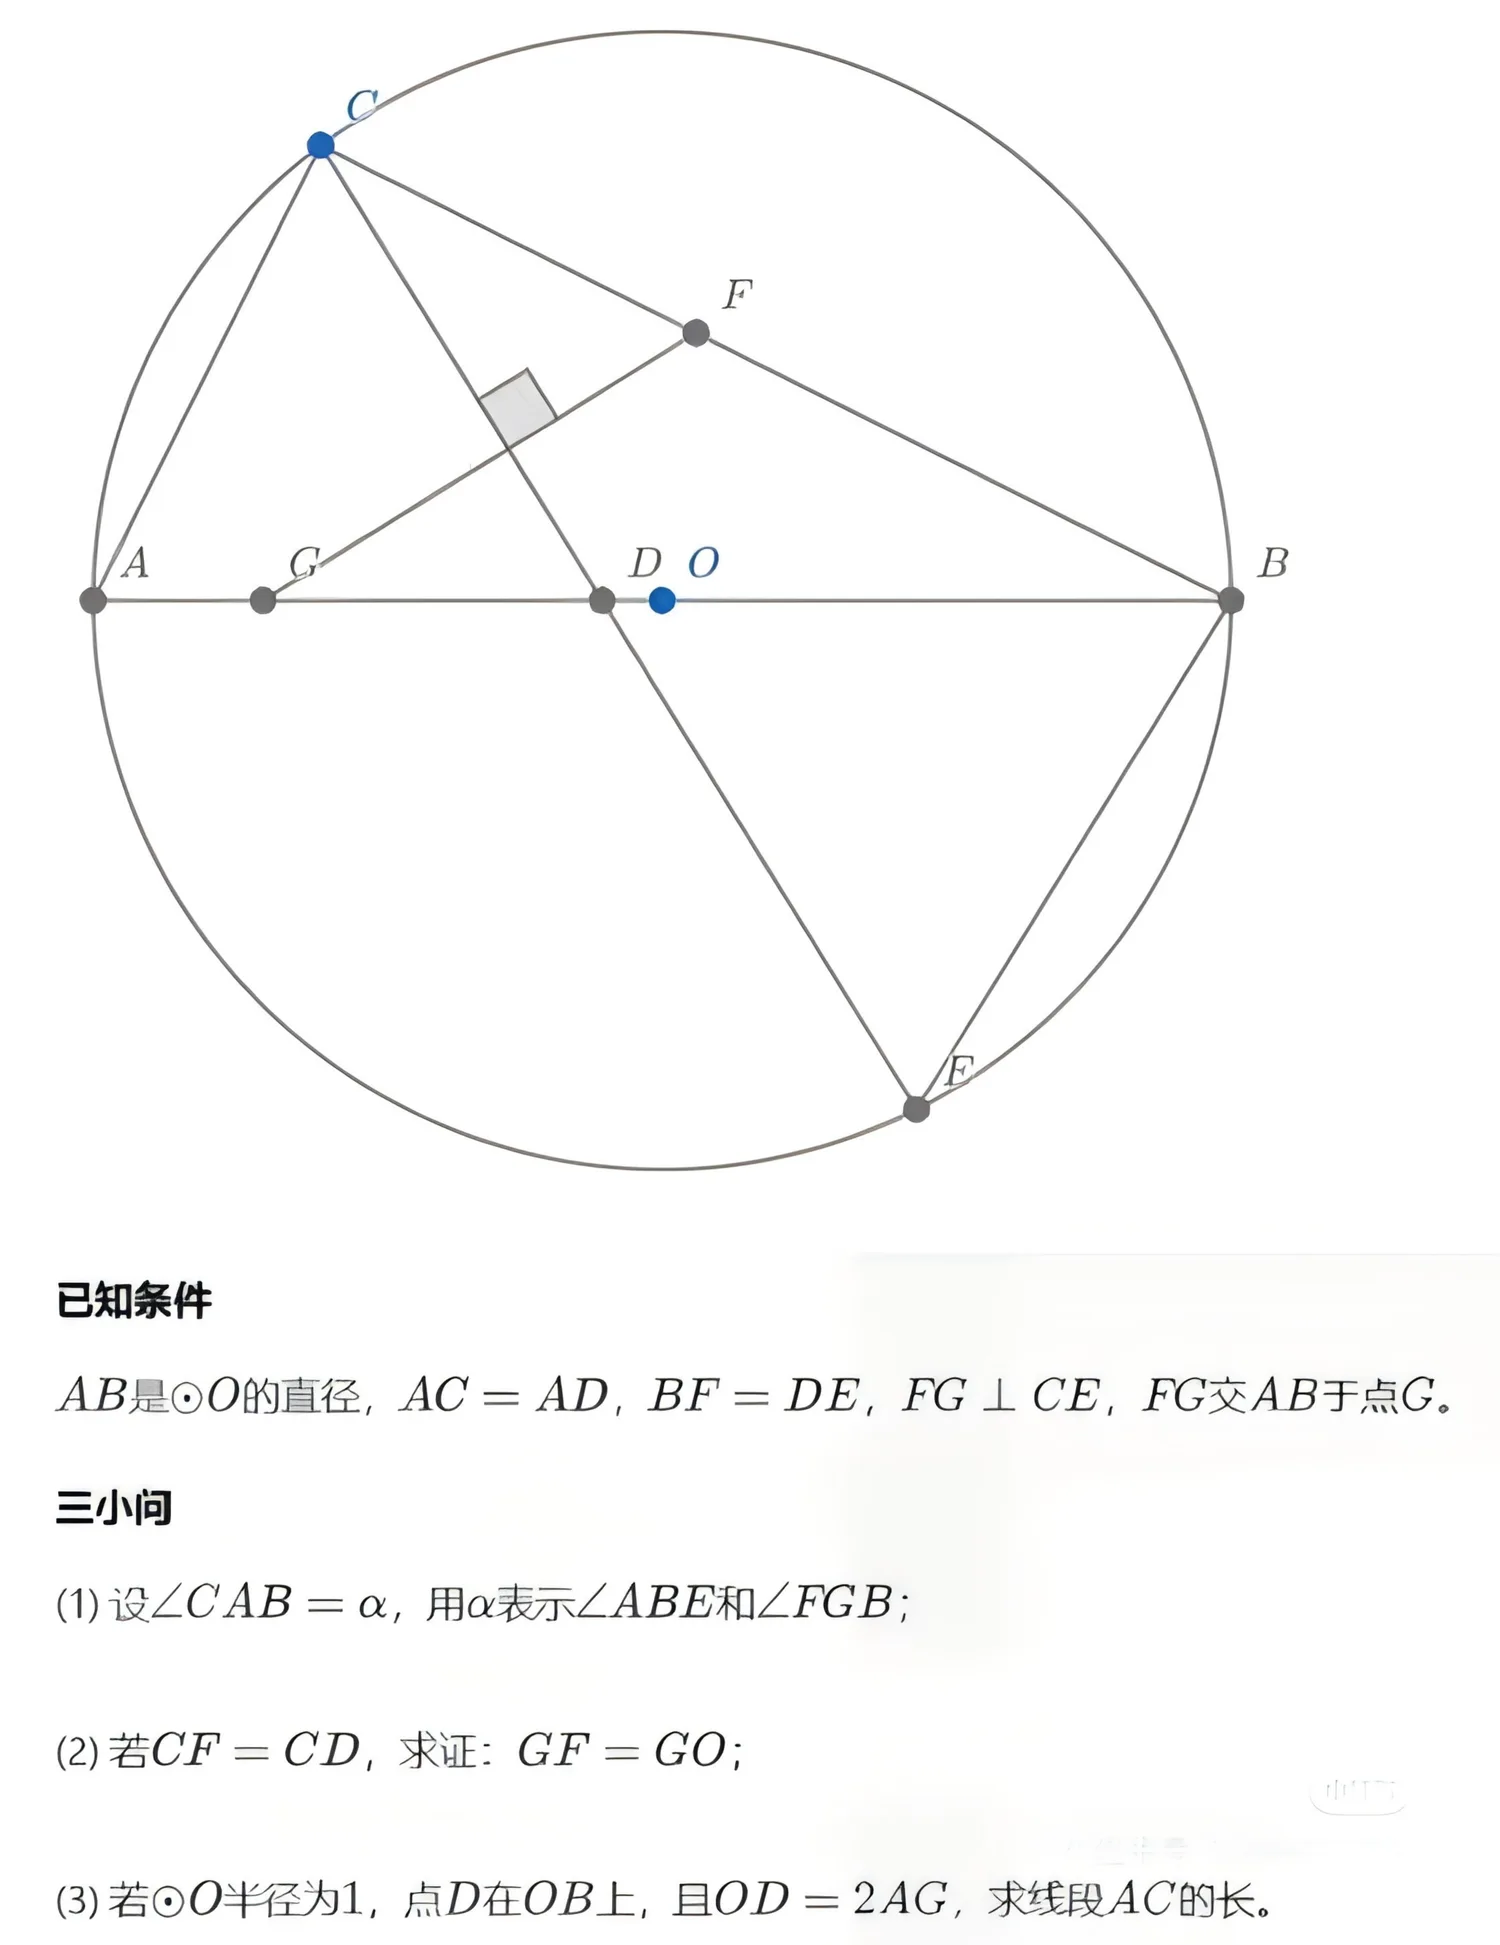 C
F
A
G
D
O
B
E
已知条件
AB是⊙O的直径，AC = AD，BF = DE，FG ⊥ CE，FG交AB于点G。
三小问
(1) 设∠CAB = α，用α表示∠ABE和∠FGB；
(2) 若CF = CD，求证：GF = GO；
(3) 若⊙O半径为1，点D在OB上，且OD = 2AG，求线段AC的长。